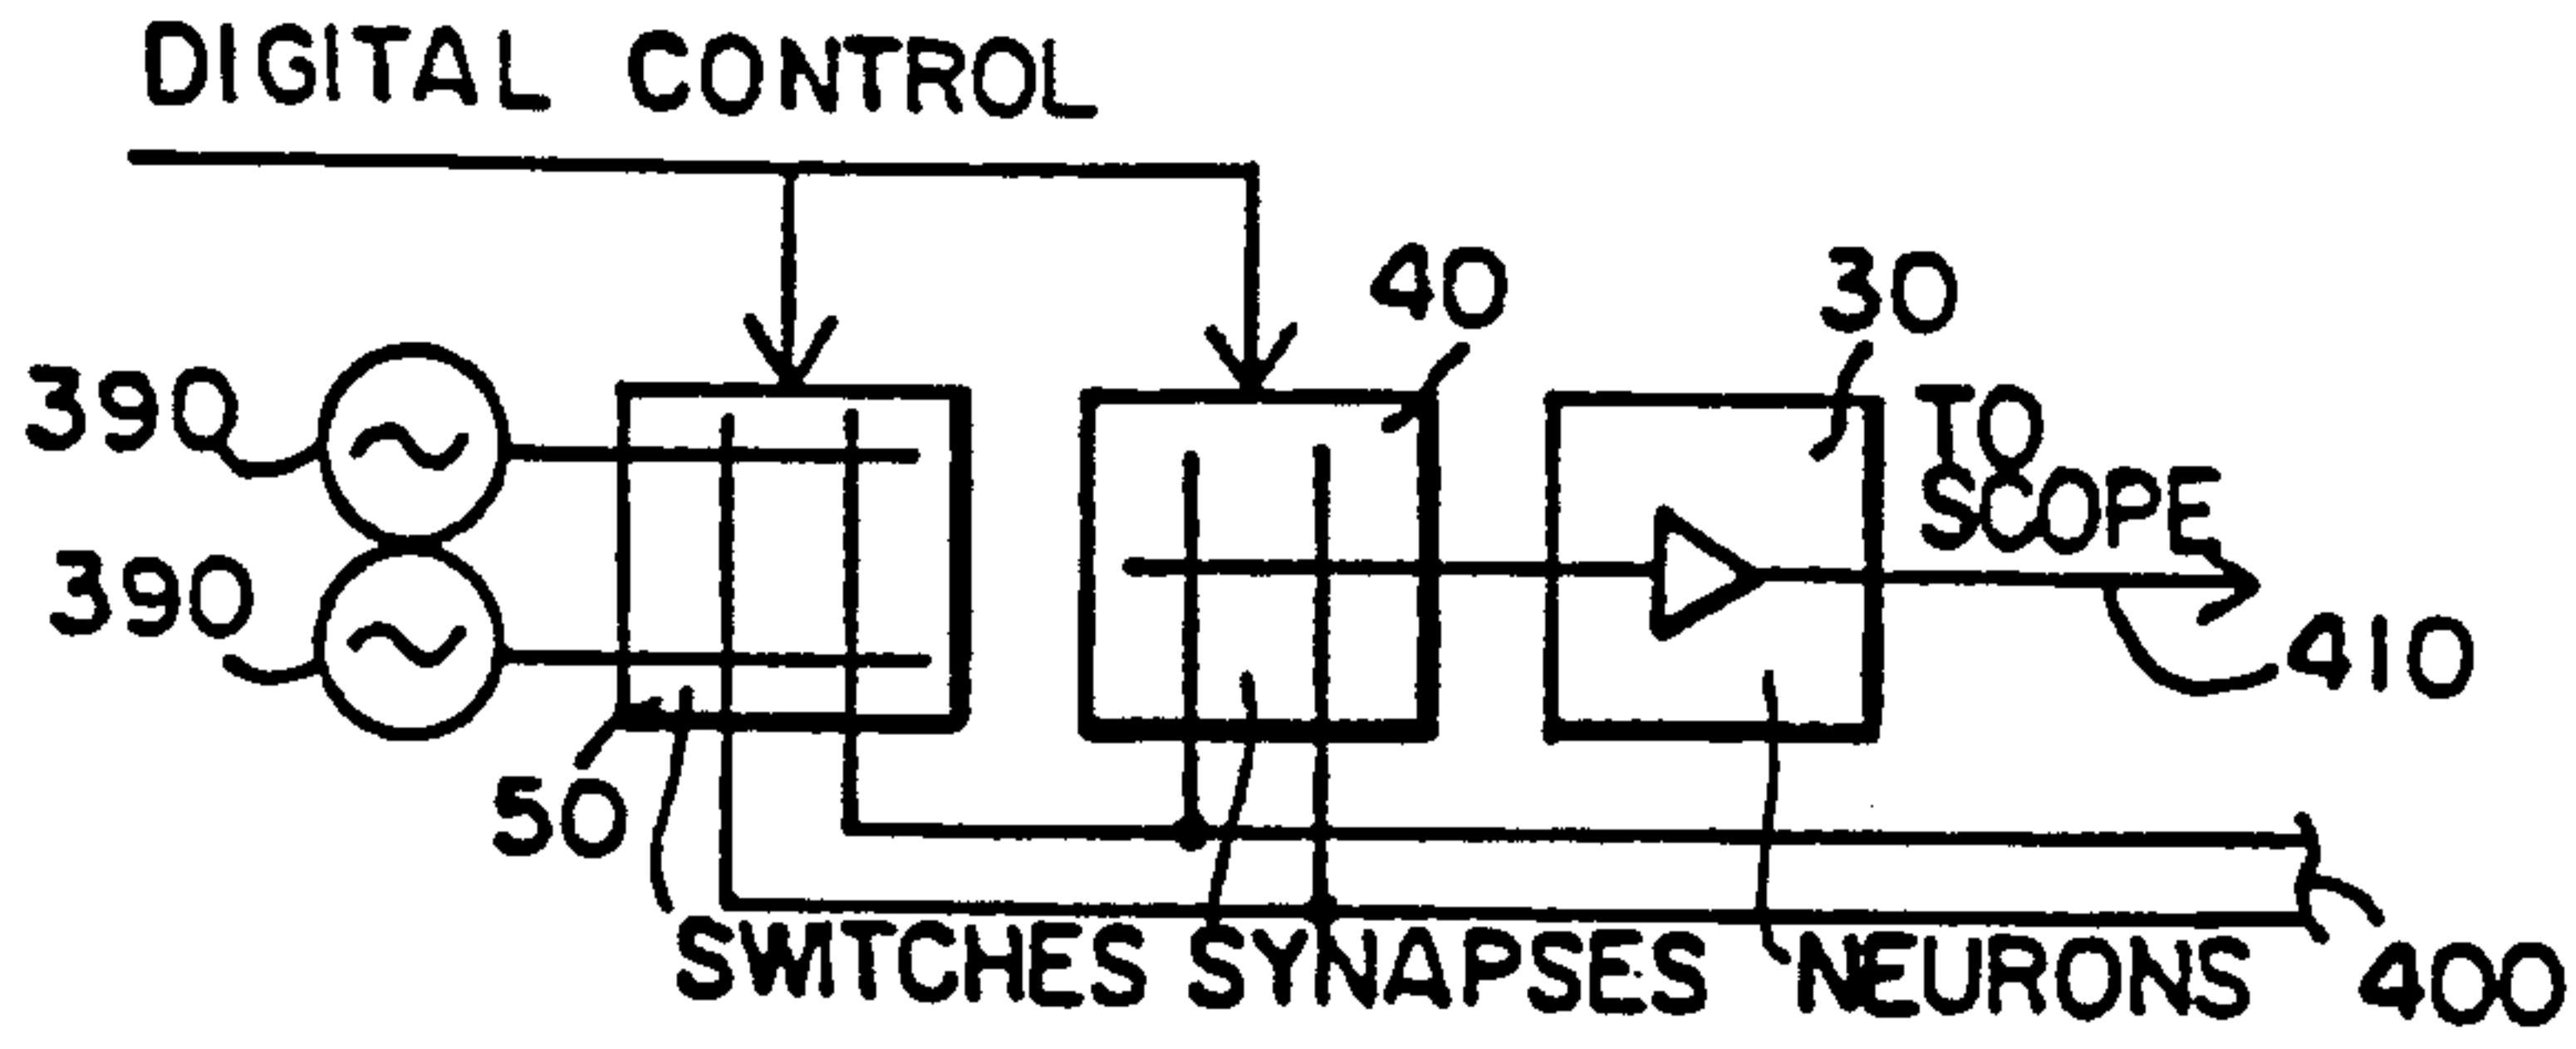 DIGITAL CONTROL
40
30
390
TO
SCOPE
390
410
50
SWITCHES SYNAPSES NEURONS
400